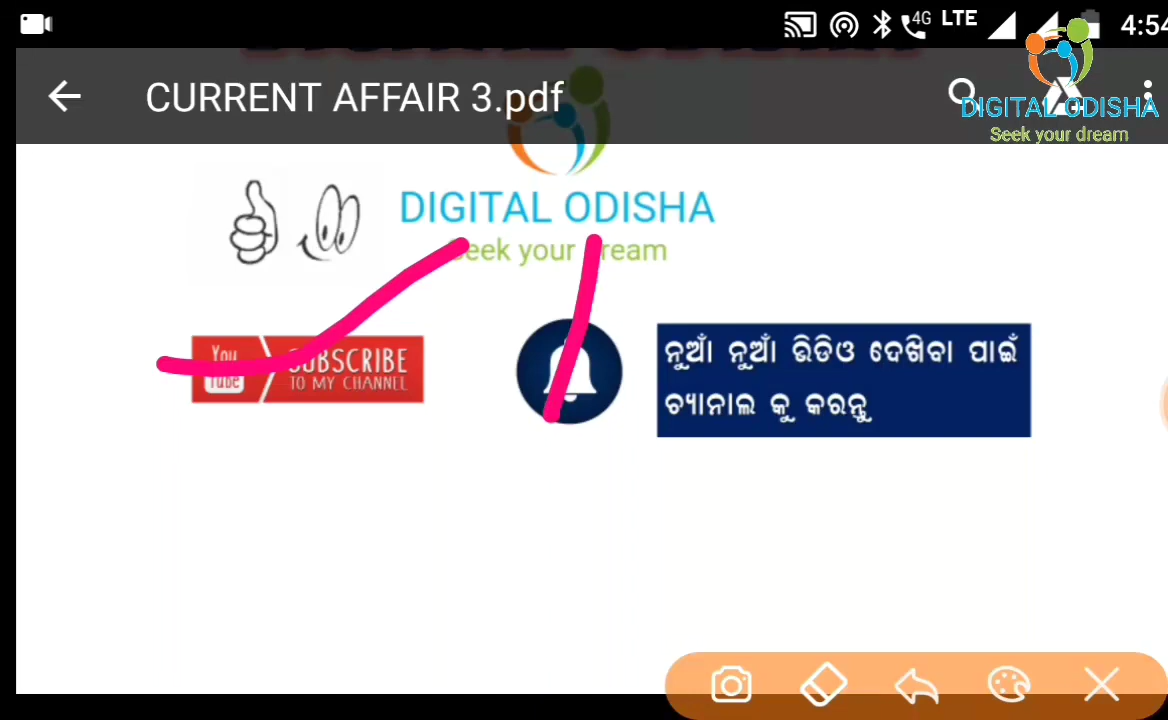 4G LTE 4:54
CURRENT AFFAIR 3.pdf
DIGITAL ODISHA
Seek your dream
DIGITAL ODISHA
Seek your dream
You Tube SUBSCRIBE
TO MY CHANNEL
ନୁଆଁ ନୁଆଁ ଭିଡିଓ ଦେଖିବା ପାଇଁ
ଚ୍ୟାନାଲ କୁ କରନ୍ତୁ